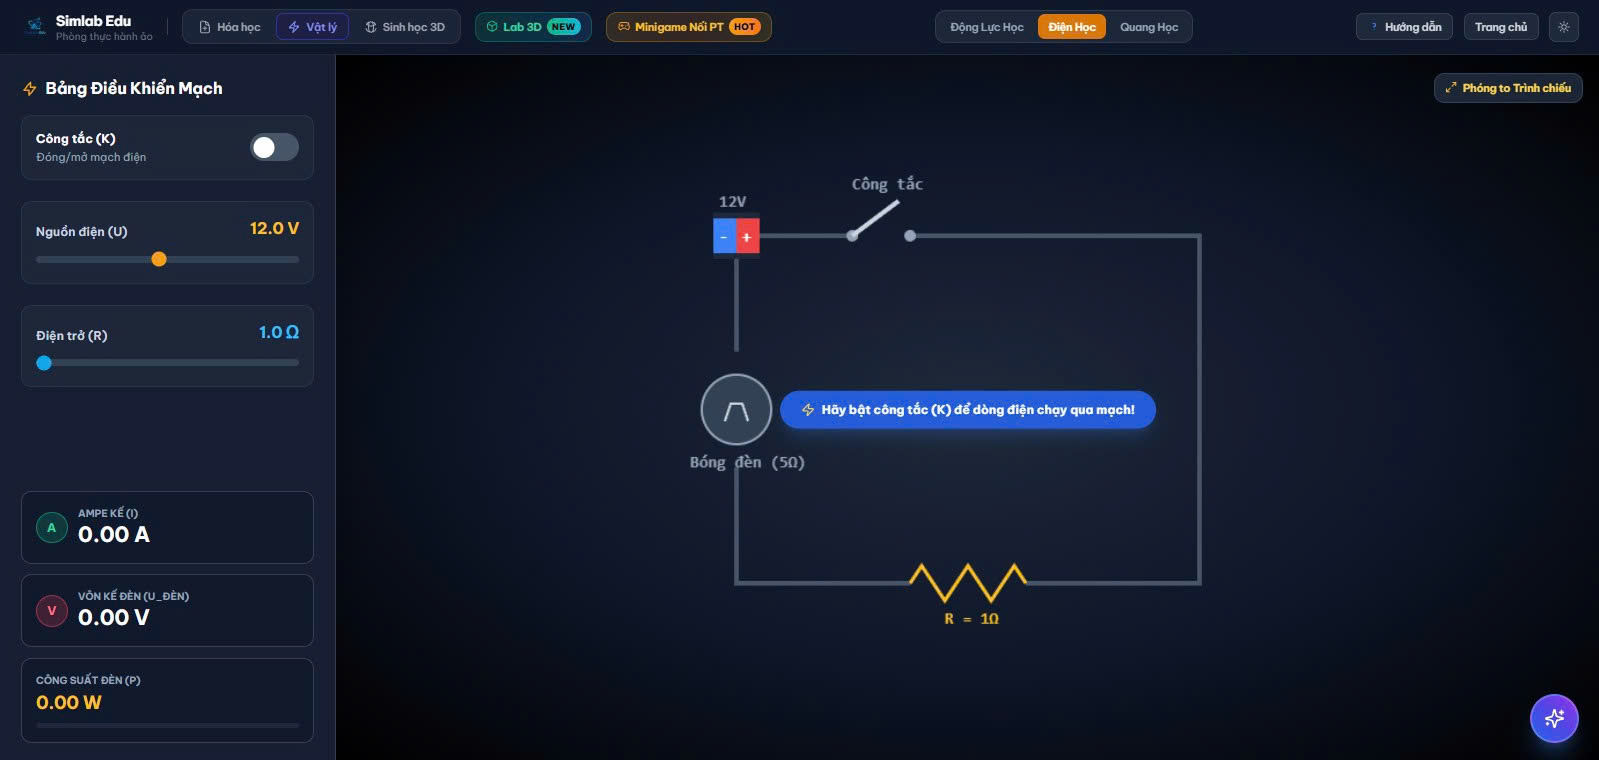 Simlab Edu
Phòng thực hành ảo
Hóa học
Vật lý
Sinh học 3D
Lab 3D NEW
Minigame Nối PT HOT
Động Lực Học
Điện Học
Quang Học
? Hướng dẫn
Trang chủ
Bảng Điều Khiển Mạch
Phóng to Trình chiếu
Công tắc (K)
Đóng/mở mạch điện
Nguồn điện (U)
12.0 V
Điện trở (R)
1.0 Ω
A
AMPE KẾ (I)
0.00 A
V
VÔN KẾ ĐÈN (U_ĐÈN)
0.00 V
CÔNG SUẤT ĐÈN (P)
0.00 W
Công tắc
12V
- +
Hãy bật công tắc (K) để dòng điện chạy qua mạch!
Bóng đèn (5Ω)
R = 1Ω